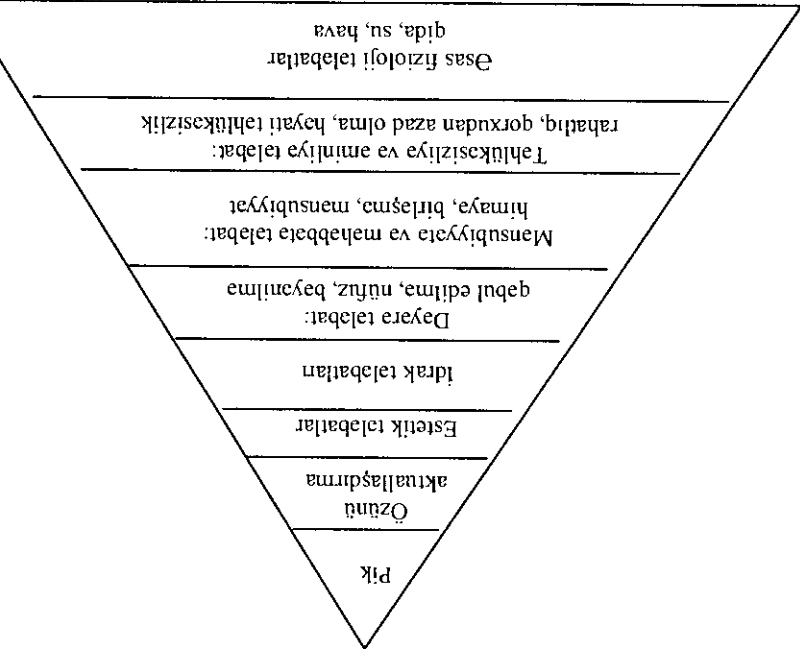 Pik
Özünü
aktuallaşdırma
Estetik tələbatlar
İdrak tələbatları
Dəyərə tələbat:
qəbul edilmə, nüfuz, bəyənilmə
Mənsubiyyətə və məhəbbətə tələbat:
himayə, birləşmə, mənsubiyyət
Təhlükəsizliyə və əminliyə tələbat:
rahatlıq, qorxudan azad olma, həyati təhlükəsizlik
Əsas fizioloji tələbatlar
qida, su, hava